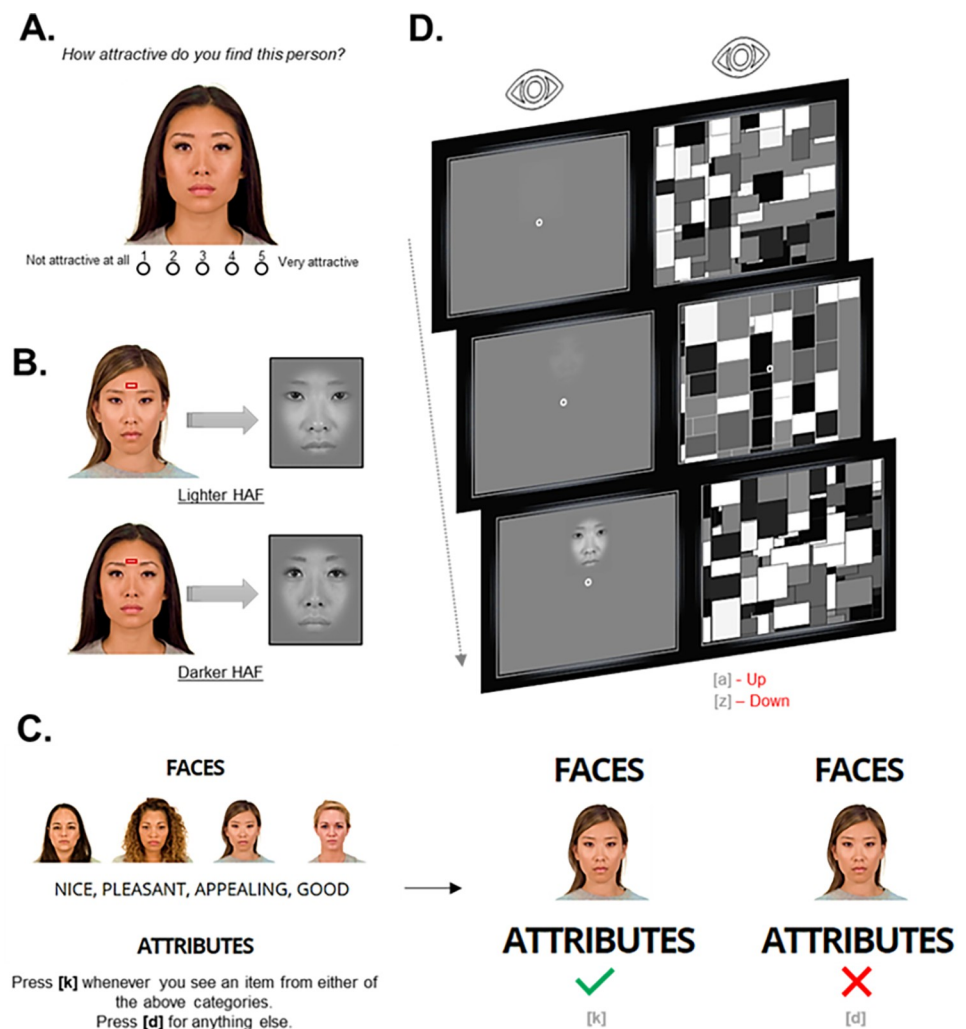 A.
How attractive do you find this person?
1 2 3 4 5
Not attractive at all
Very attractive
B.
Lighter HAF
Darker HAF
C.
FACES
NICE, PLEASANT, APPEALING, GOOD
ATTRIBUTES
Press [k] whenever you see an item from either of
the above categories.
Press [d] for anything else.
FACES
ATTRIBUTES
[k]
FACES
ATTRIBUTES
[d]
D.
[a] - Up
[z] – Down